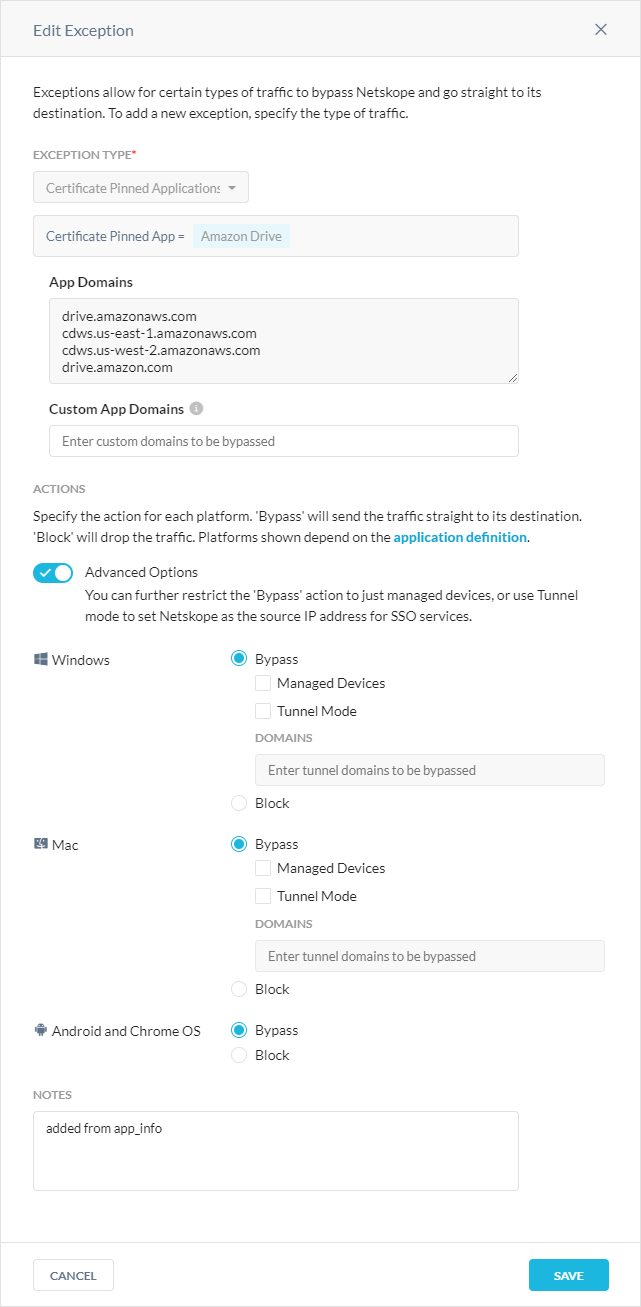 Edit Exception
Exceptions allow for certain types of traffic to bypass Netskope and go straight to its
destination. To add a new exception, specify the type of traffic.
EXCEPTION TYPE*
Certificate Pinned Applications
Certificate Pinned App = Amazon Drive
App Domains
drive.amazonaws.com
cdws.us-east-1.amazonaws.com
cdws.us-west-2.amazonaws.com
drive.amazon.com
Custom App Domains
Enter custom domains to be bypassed
ACTIONS
Specify the action for each platform. 'Bypass' will send the traffic straight to its destination.
'Block' will drop the traffic. Platforms shown depend on the application definition.
Advanced Options
You can further restrict the 'Bypass' action to just managed devices, or use Tunnel
mode to set Netskope as the source IP address for SSO services.
Windows
Bypass
Managed Devices
Tunnel Mode
DOMAINS
Enter tunnel domains to be bypassed
Block
Mac
Bypass
Managed Devices
Tunnel Mode
DOMAINS
Enter tunnel domains to be bypassed
Block
Android and Chrome OS
Bypass
Block
NOTES
added from app_info
CANCEL
SAVE